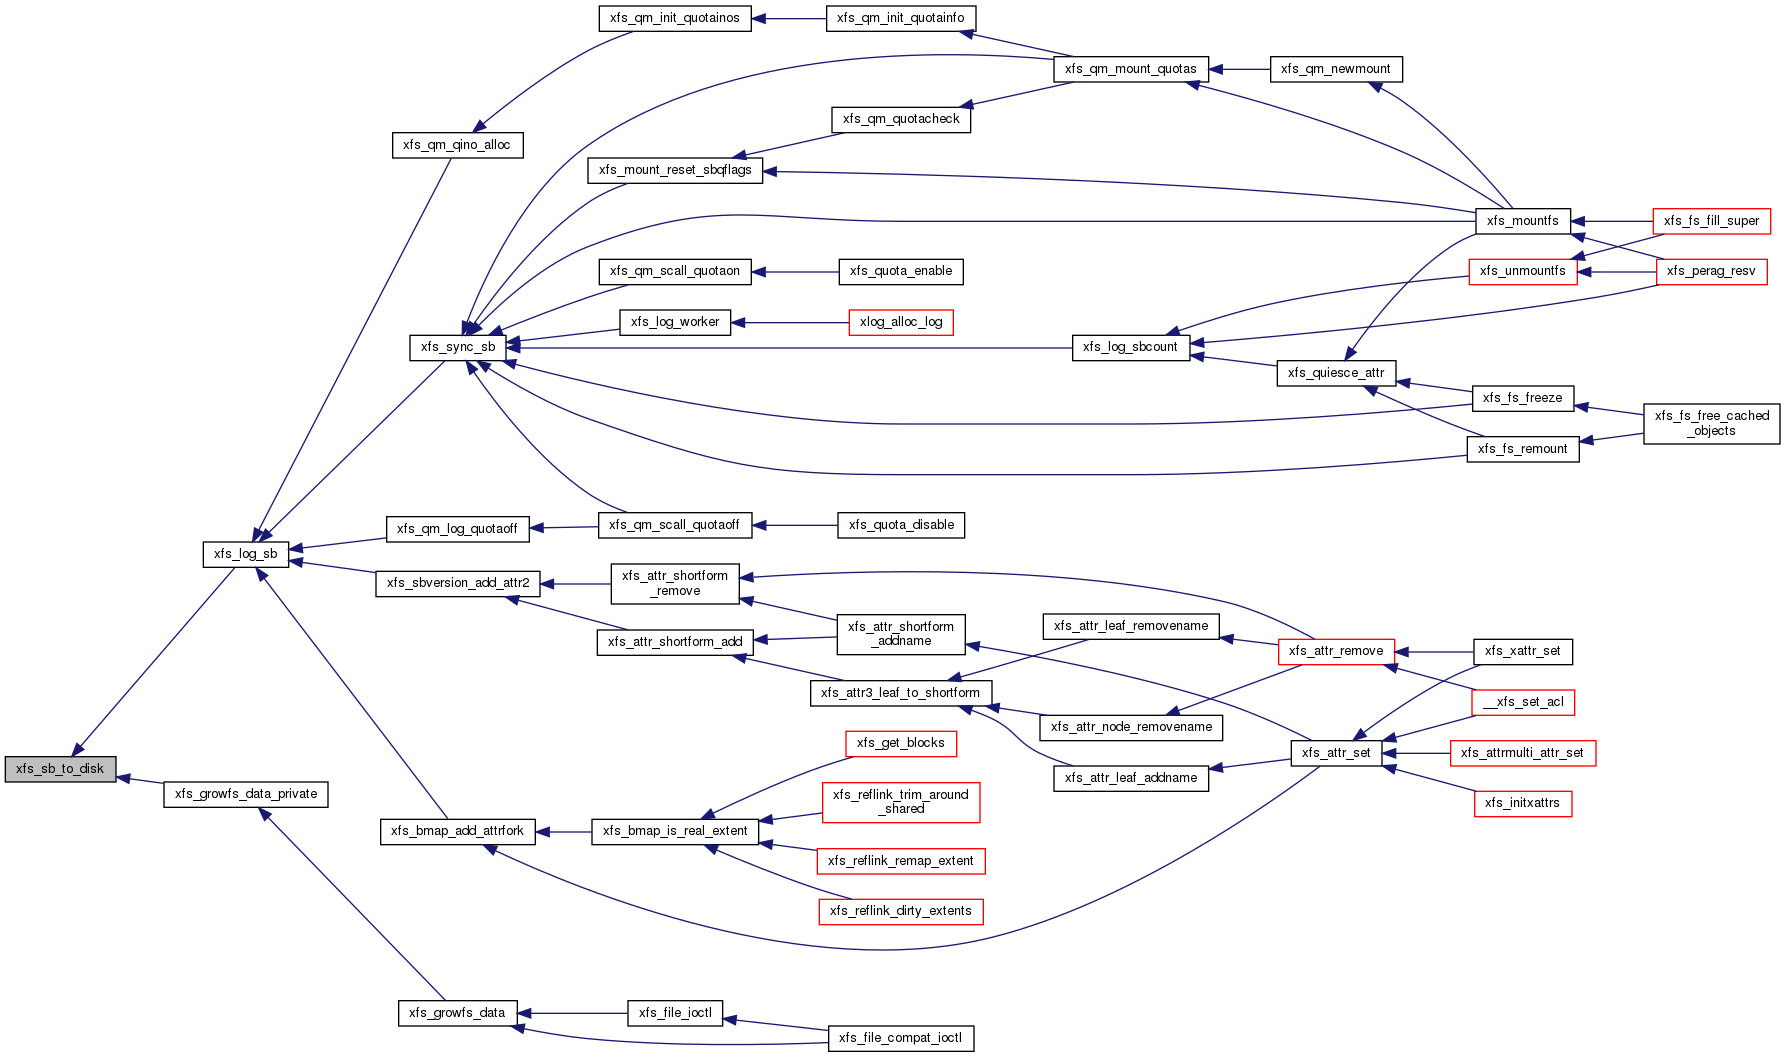 xfs_qm_init_quotainos
xfs_qm_init_quotainfo
xfs_qm_mount_quotas
xfs_qm_newmount
xfs_qm_quotacheck
xfs_qm_qino_alloc
xfs_mount_reset_sbqflags
xfs_mountfs
xfs_fs_fill_super
xfs_qm_scall_quotaon
xfs_quota_enable
xfs_unmountfs
xfs_perag_resv
xfs_log_worker
xlog_alloc_log
xfs_sync_sb
xfs_log_sbcount
xfs_quiesce_attr
xfs_fs_freeze
xfs_fs_free_cached
_objects
xfs_fs_remount
xfs_qm_log_quotaoff
xfs_qm_scall_quotaoff
xfs_quota_disable
xfs_log_sb
xfs_sbversion_add_attr2
xfs_attr_shortform
_remove
xfs_attr_shortform_add
xfs_attr_shortform
_addname
xfs_attr_leaf_removename
xfs_attr_remove
xfs_xattr_set
xfs_attr3_leaf_to_shortform
__xfs_set_acl
xfs_attr_node_removename
xfs_get_blocks
xfs_attr_set
xfs_attrmulti_attr_set
xfs_sb_to_disk
xfs_attr_leaf_addname
xfs_growfs_data_private
xfs_reflink_trim_around
_shared
xfs_initxattrs
xfs_bmap_add_attrfork
xfs_bmap_is_real_extent
xfs_reflink_remap_extent
xfs_reflink_dirty_extents
xfs_growfs_data
xfs_file_ioctl
xfs_file_compat_ioctl